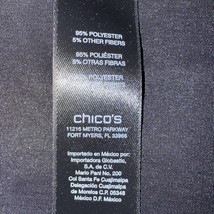 95% POLYESTER
5% OTHER FIBERS
95% POLIÉSTER
5% OTRAS FIBRAS
95% POLYESTER
chico's
11215 METRO PARKWAY
FORT MYERS, FL 33966
Importado en México por:
Importadora Globastic,
S.A. de C.V.
Mario Pani No. 200
Col Santa Fe Cuajimalpa
Delegación Cuajimalpa
de Morelos C.P. 05348
México D.F. México